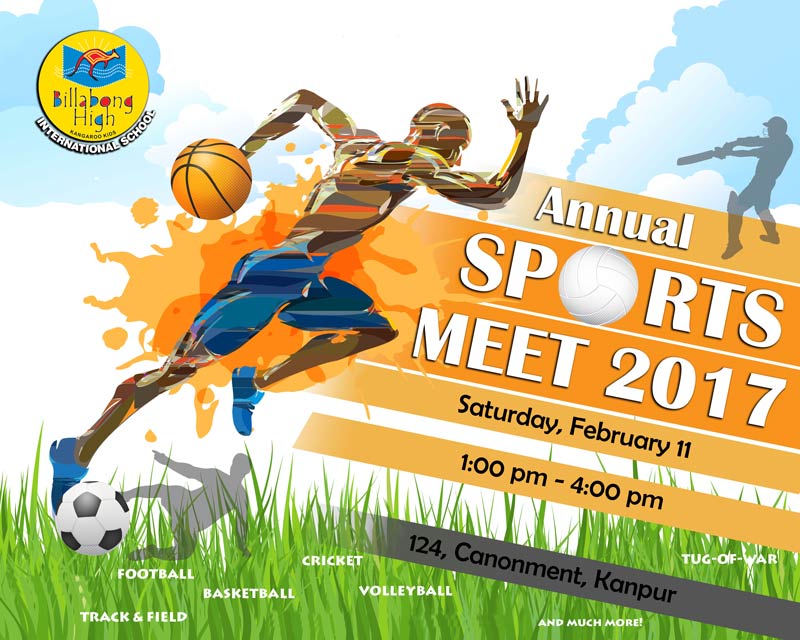 Billabong
High
KANGAROO KIDS
INTERNATIONAL SCHOOL
Annual
SPORTS
MEET 2017
Saturday, February 11
1:00 pm - 4:00 pm
124, Canonment, Kanpur
FOOTBALL
CRICKET
TUG-OF-WAR
BASKETBALL
VOLLEYBALL
TRACK & FIELD
AND MUCH MORE!